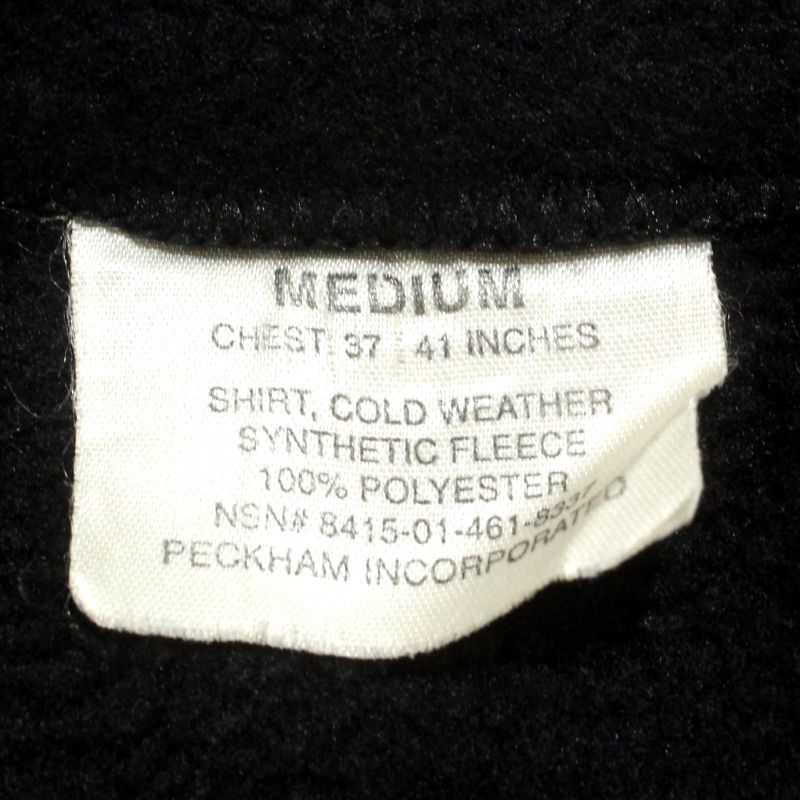 MEDIUM
CHEST: 37 41 INCHES
SHIRT, COLD WEATHER
SYNTHETIC FLEECE
100% POLYESTER
NSN# 8415-01-461-8337
PECKHAM INCORPORATED